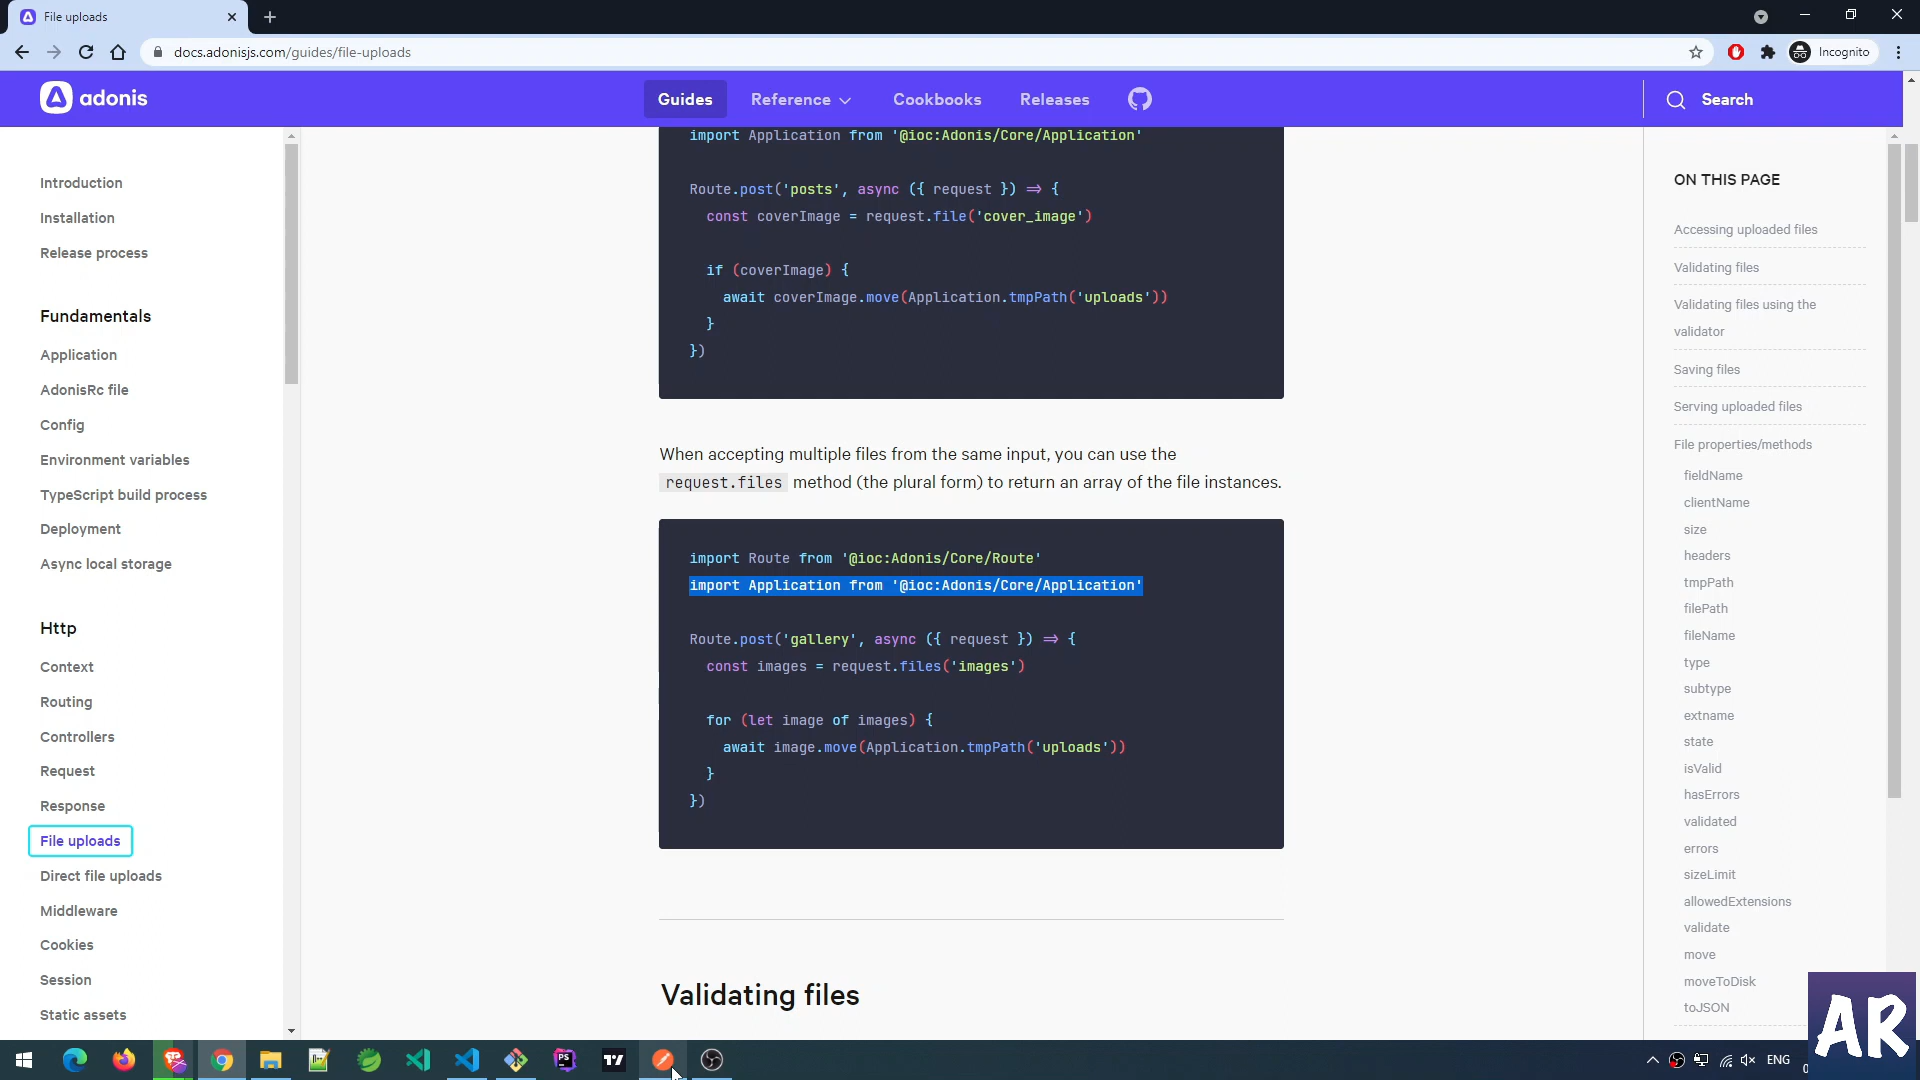 File uploads
docs.adonisjs.com/guides/file-uploads
Incognito
adonis
Guides
Reference
Cookbooks
Releases
Search
Introduction
Installation
Release process
Fundamentals
Application
AdonisRc file
Config
Environment variables
TypeScript build process
Deployment
Async local storage
Http
Context
Routing
Controllers
Request
Response
File uploads
Direct file uploads
Middleware
Cookies
Session
Static assets
import Application from '@ioc:Adonis/Core/Application'
Route.post('posts', async ({ request }) => {
const coverImage = request.file('cover_image')
if (coverImage) {
await coverImage.move(Application.tmpPath('uploads'))
}
})
When accepting multiple files from the same input, you can use the
request.files method (the plural form) to return an array of the file instances.
import Route from '@ioc:Adonis/Core/Route'
import Application from '@ioc:Adonis/Core/Application'
Route.post('gallery', async ({ request }) => {
const images = request.files('images')
for (let image of images) {
await image.move(Application.tmpPath('uploads'))
}
})
Validating files
ON THIS PAGE
Accessing uploaded files
Validating files
Validating files using the
validator
Saving files
Serving uploaded files
File properties/methods
fieldName
clientName
size
headers
tmpPath
filePath
fileName
type
subtype
extname
state
isValid
hasErrors
validated
errors
sizeLimit
allowedExtensions
validate
move
moveToDisk
toJSON
AR
PS
ENG